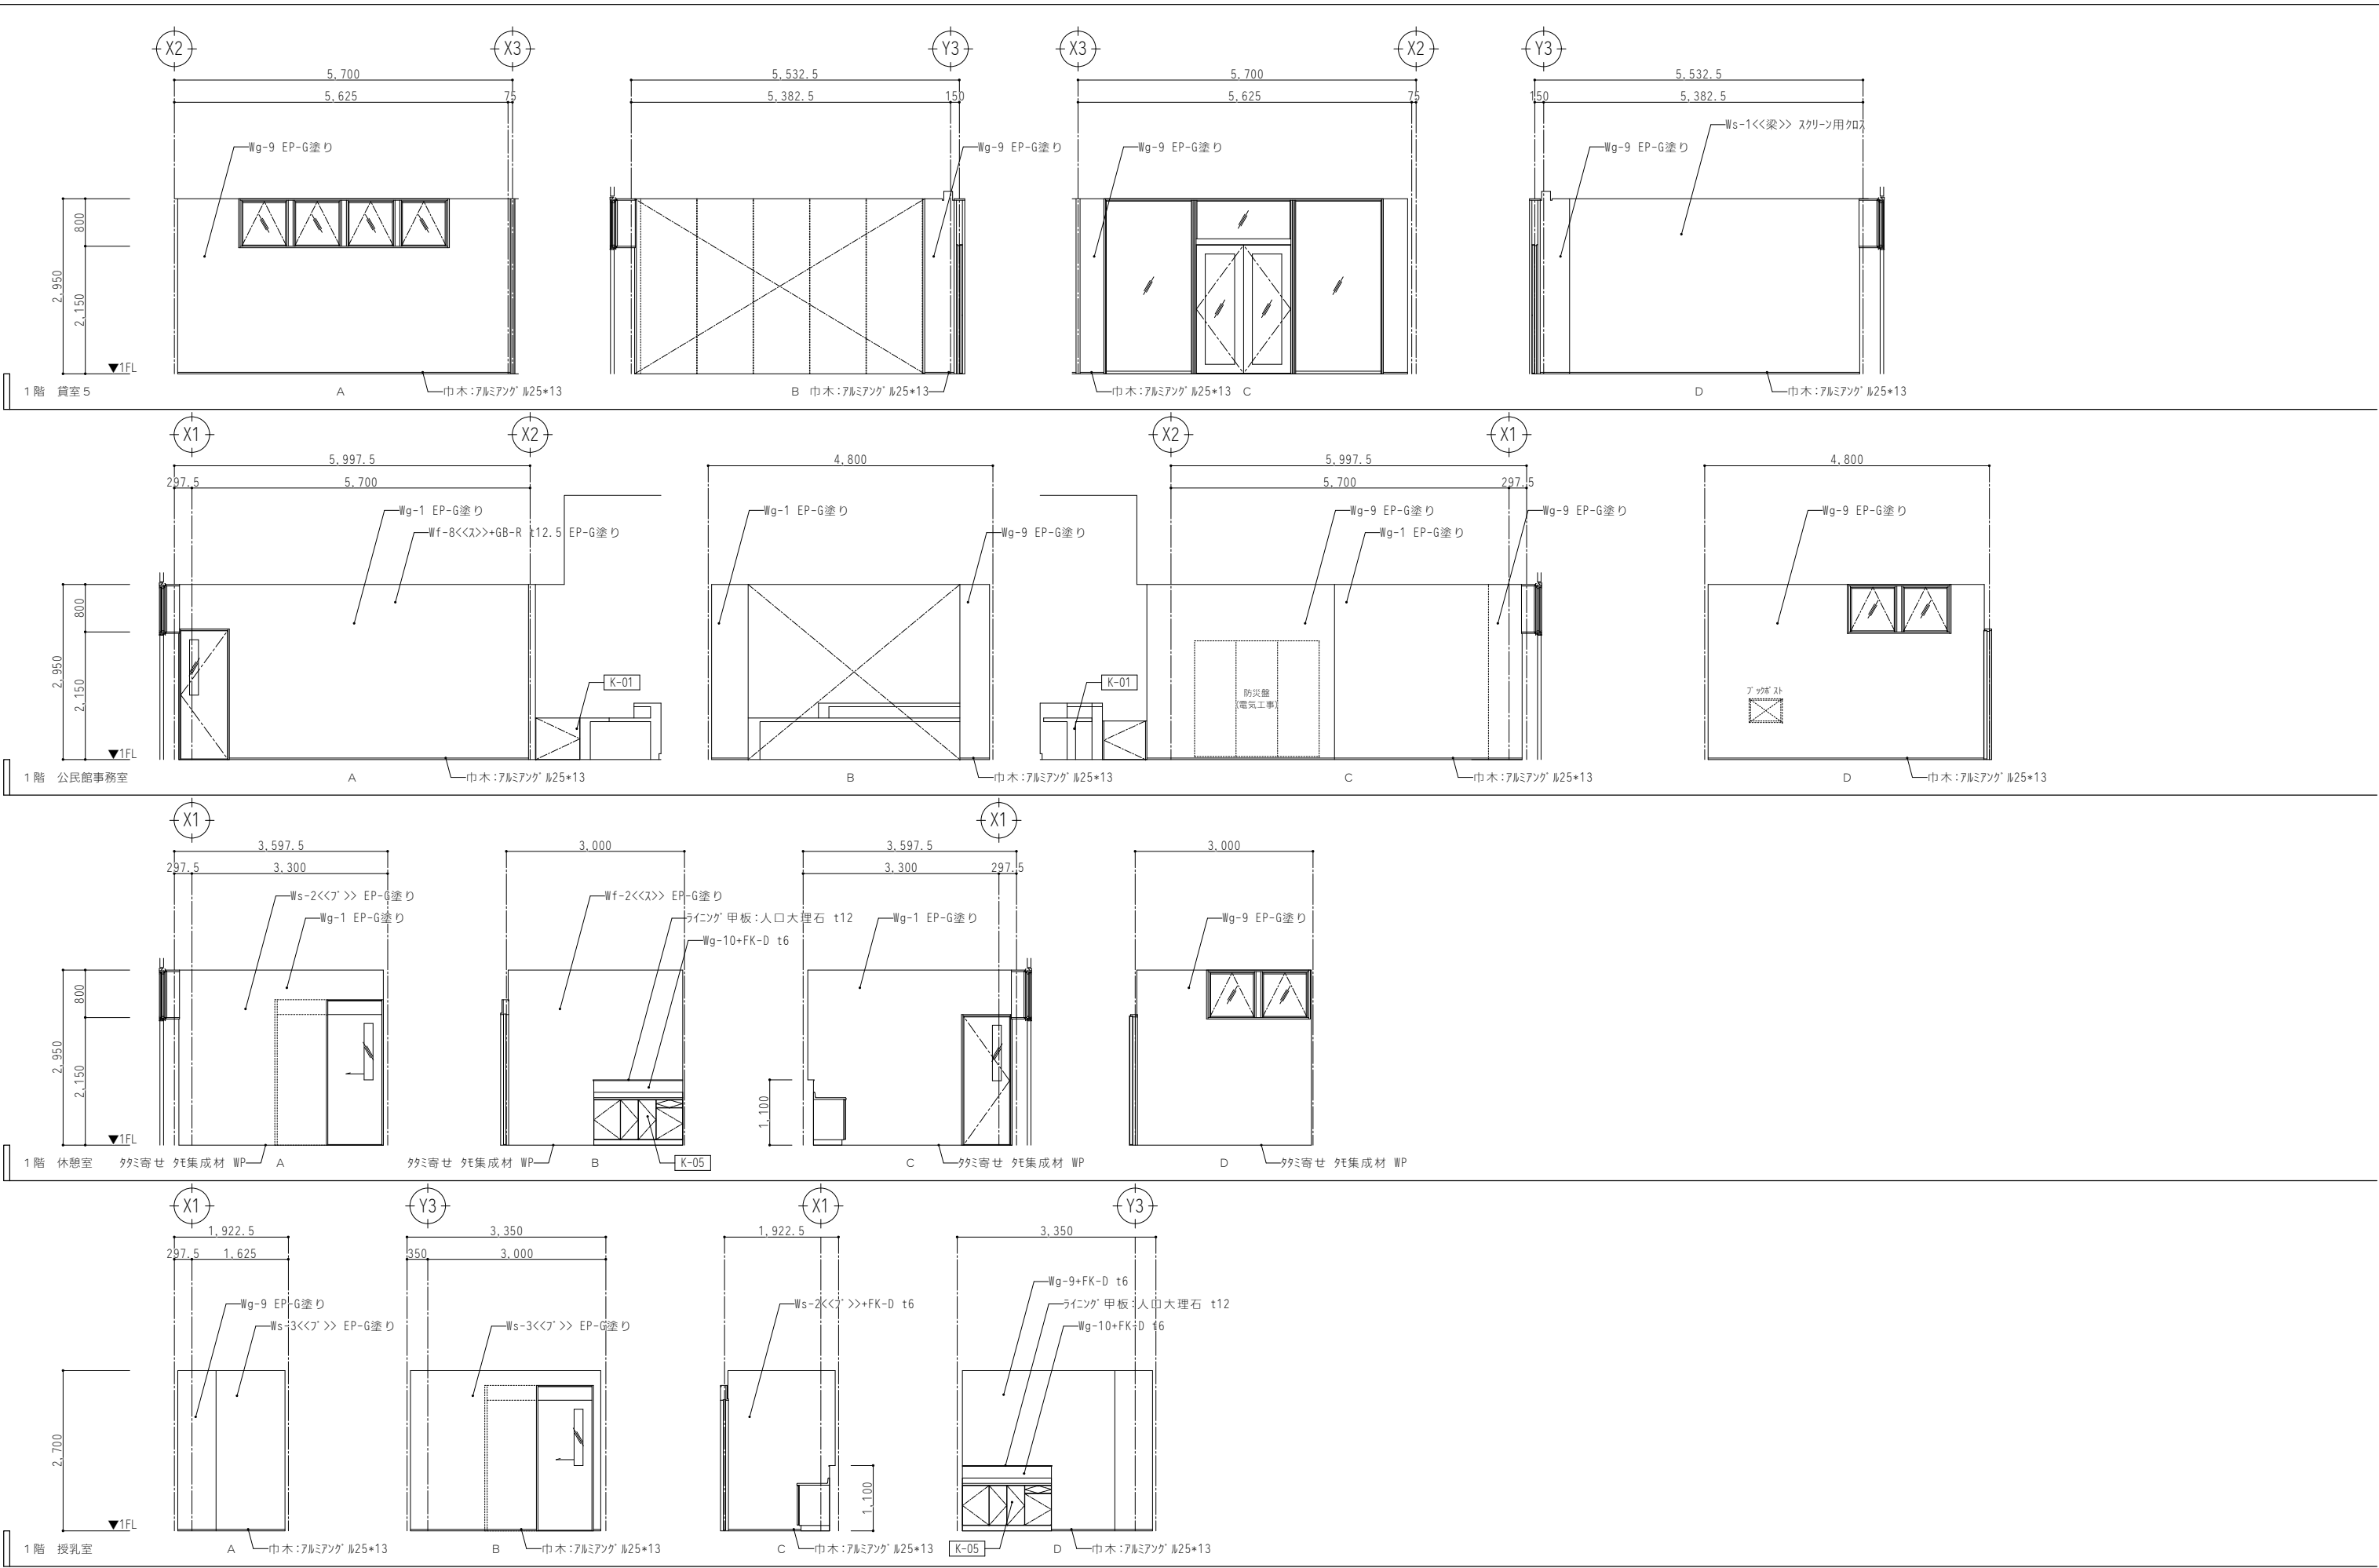 X2 X3 Y3 X3 X2 Y3
5,700 5,532.5 5,700 5,532.5
5,625 75 5,382.5 150 5,625 75 150 5,382.5
Ws-1<<梁>> スクリーン用クロス
Wg-9 EP-G塗り Wg-9 EP-G塗り Wg-9 EP-G塗り Wg-9 EP-G塗り
800
2,950
2,150
▼1FL
1階 貸室5 A 巾木:アルミアングル25*13 B 巾木:アルミアングル25*13 巾木:アルミアングル25*13 C D 巾木:アルミアングル25*13
X1 X2 X2 X1
5,997.5 4,800 5,997.5 4,800
297.5 5,700 5,700 297.5
Wg-1 EP-G塗り Wg-1 EP-G塗り Wg-9 EP-G塗り Wg-9 EP-G塗り Wg-9 EP-G塗り
Wf-8<<ス>>+GB-R t12.5 EP-G塗り Wg-9 EP-G塗り Wg-1 EP-G塗り
800
2,950
2,150
K-01 K-01
防災盤
(電気工事)
ブックポスト
▼1FL
1階 公民館事務室 A 巾木:アルミアングル25*13 B 巾木:アルミアングル25*13 C 巾木:アルミアングル25*13 D 巾木:アルミアングル25*13
X1 X1
3,597.5 3,000 3,597.5 3,000
297.5 3,300 3,300 297.5
Ws-2<<ブ>> EP-G塗り Wf-2<<ス>> EP-G塗り
Wg-1 EP-G塗り ライニング甲板:人口大理石 t12 Wg-1 EP-G塗り Wg-9 EP-G塗り
Wg-10+FK-D t6
800
2,950
2,150
1,100
▼1FL
1階 休憩室 タタミ寄せ タモ集成材 WP A タタミ寄せ タモ集成材 WP B K-05 C タタミ寄せ タモ集成材 WP D タタミ寄せ タモ集成材 WP
X1 Y3 X1 Y3
1,922.5 3,350 1,922.5 3,350
297.5 1,625 350 3,000
Wg-9+FK-D t6
Wg-9 EP-G塗り Ws-2<<ブ>>+FK-D t6 ライニング甲板:人口大理石 t12
Ws-3<<ブ>> EP-G塗り Ws-3<<ブ>> EP-G塗り Wg-10+FK-D t6
2,700
1,100
▼1FL
1階 授乳室 A 巾木:アルミアングル25*13 B 巾木:アルミアングル25*13 C 巾木:アルミアングル25*13 K-05 D 巾木:アルミアングル25*13